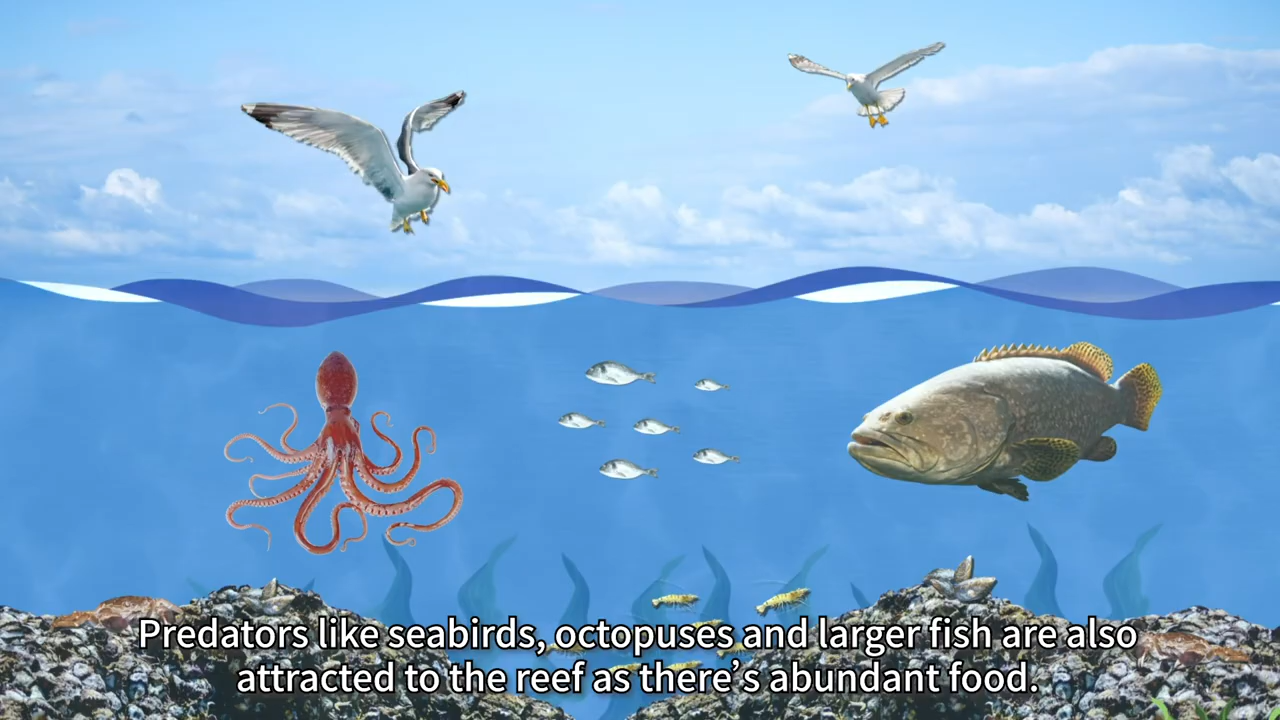 Predators like seabirds, octopuses and larger fish are also
attracted to the reef as there’s abundant food.